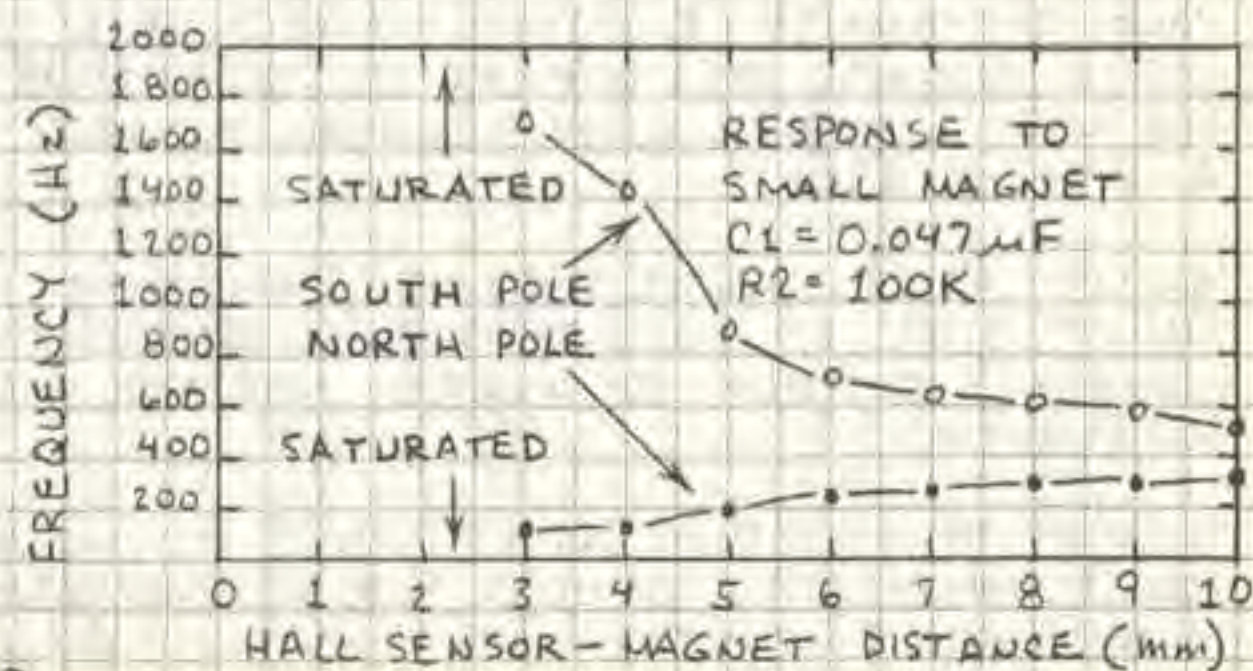 2000
1800
1600
1400
1200
1000
800
600
400
200
FREQUENCY (Hz)
SATURATED
RESPONSE TO
SMALL MAGNET
C1 = 0.047 µF
R2 = 100K
SOUTH POLE
NORTH POLE
SATURATED
0 1 2 3 4 5 6 7 8 9 10
HALL SENSOR - MAGNET DISTANCE (mm)